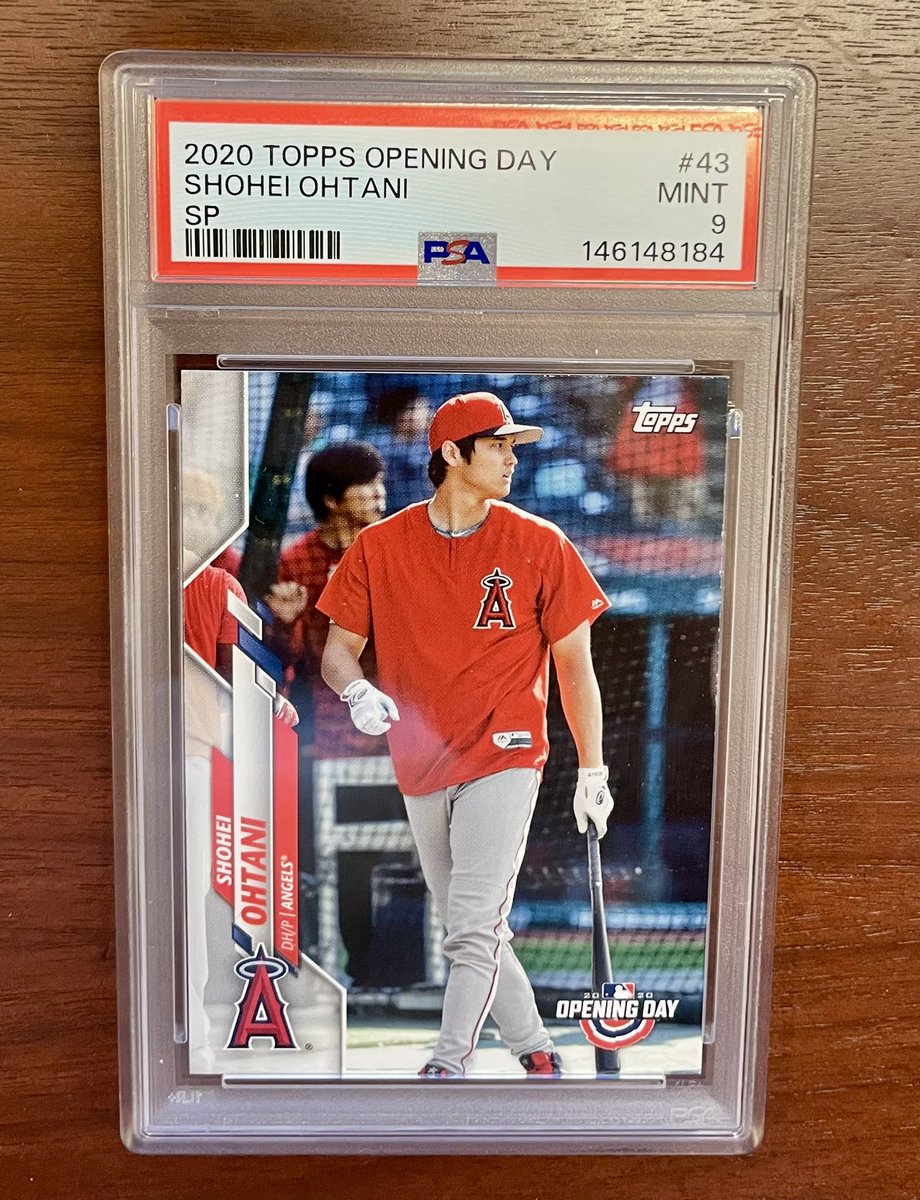 2020 TOPPS OPENING DAY #43
SHOHEI OHTANI MINT
SP 9
PSA 146148184
Topps
A
SHOHEI
OHTANI
DH/P | ANGELS®
A®
2020
OPENING DAY